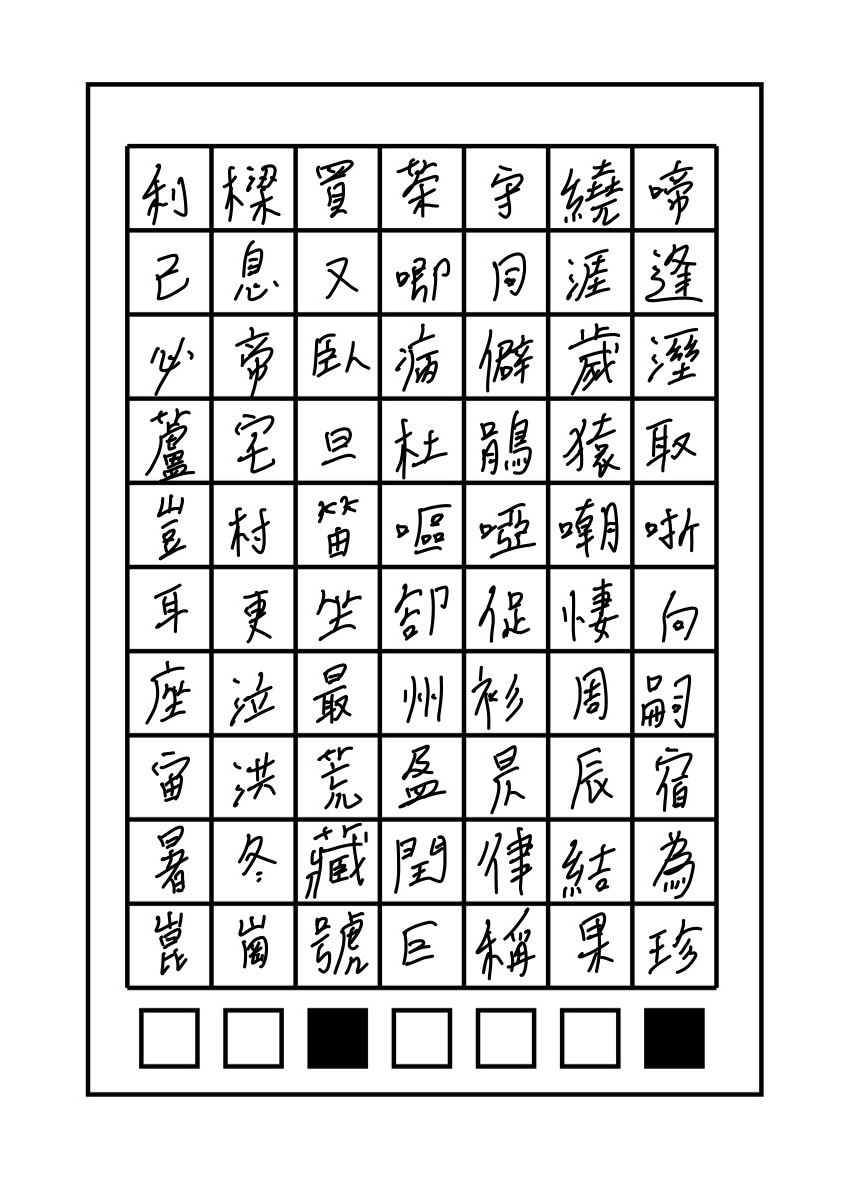 利樑買茶守繞啼
已息又唧同涯逢
必帝臥病僻歲溼
蘆宅旦杜鵑猿取
豈村笛嘔啞嘲哳
耳更坐卻促悽向
座泣最州衫周嗣
宙洪荒盈昃辰宿
暑冬藏閏律結為
崑崗號巨稱果珍